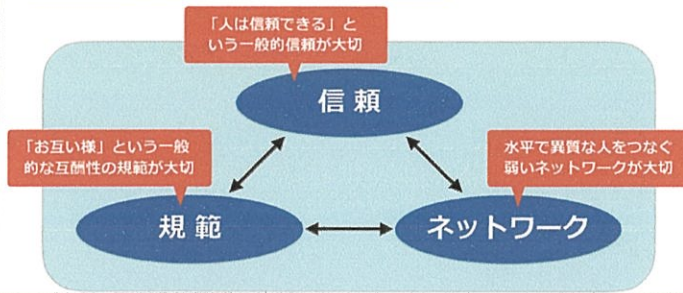 「人は信頼できる」と
いう一般的信頼が大切
信頼
「お互い様」という一般
的な互酬性の規範が大切
水平で異質な人をつなぐ
弱いネットワークが大切
規範
ネットワーク